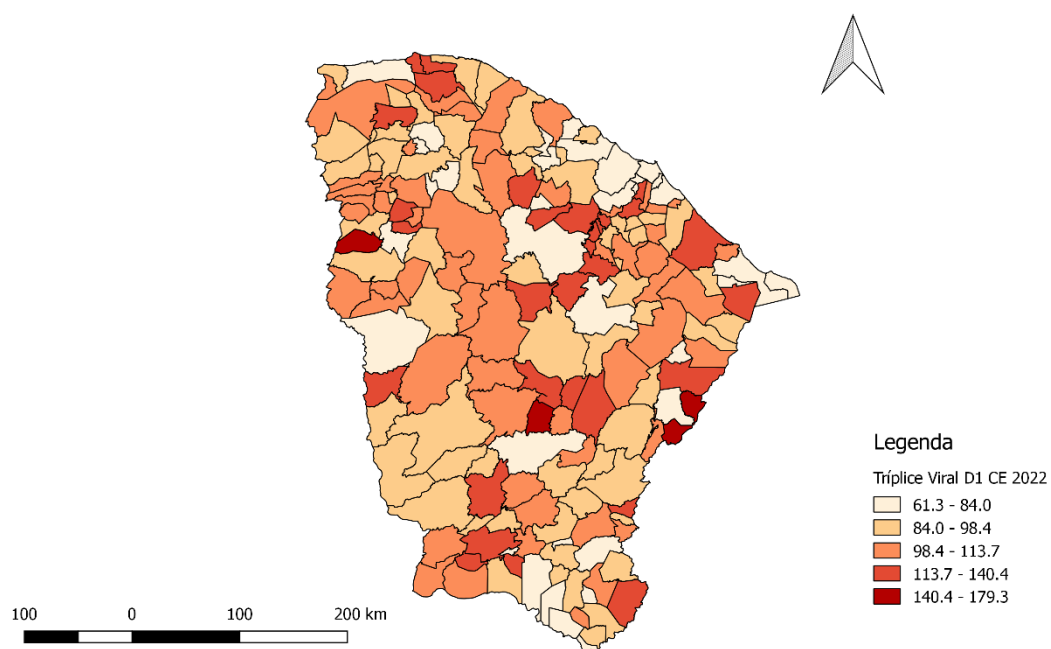 Legenda
Tríplice Viral D1 CE 2022
61.3 - 84.0
84.0 - 98.4
98.4 - 113.7
113.7 - 140.4
140.4 - 179.3
100 0 100 200 km